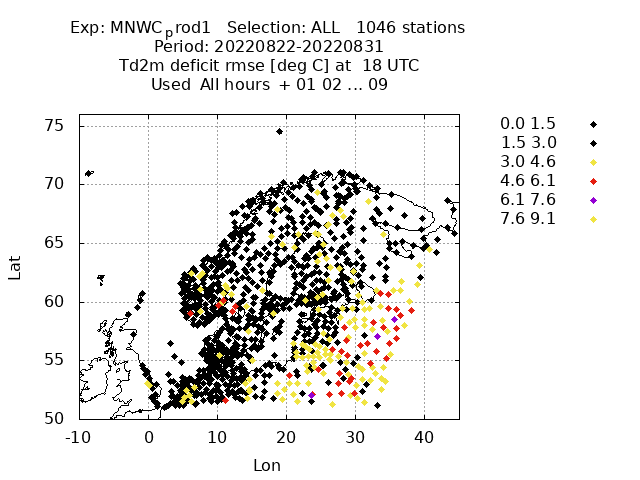 Exp: MNWCprod1 Selection: ALL 1046 stations
Period: 20220822-20220831
Td2m deficit rmse [deg C] at 18 UTC
Used All hours + 01 02 ... 09
75
70
65
60
55
50
-10 0 10 20 30 40
Lat
Lon
0.0 1.5
1.5 3.0
3.0 4.6
4.6 6.1
6.1 7.6
7.6 9.1